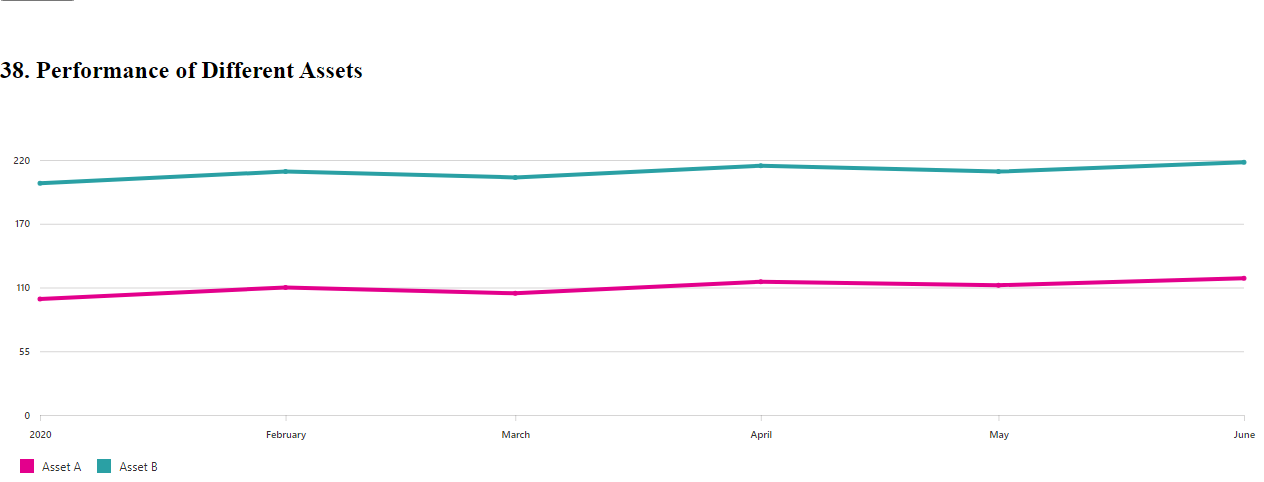 38. Performance of Different Assets
220
170
110
55
0
2020 February March April May June
Asset A Asset B